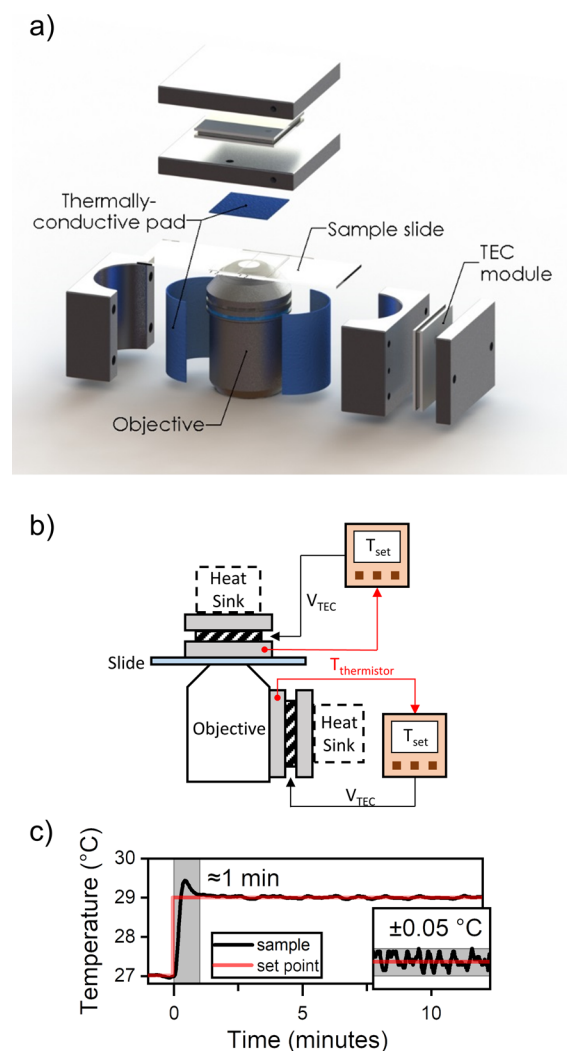 a)
Thermally-
conductive pad
Sample slide
TEC
module
Objective
b)
T_set
Heat
Sink
V_TEC
Slide
T_thermistor
Objective
Heat
Sink
T_set
V_TEC
c)
Temperature (°C)
30
29
28
27
≈1 min
sample
set point
±0.05 °C
0
5
10
Time (minutes)